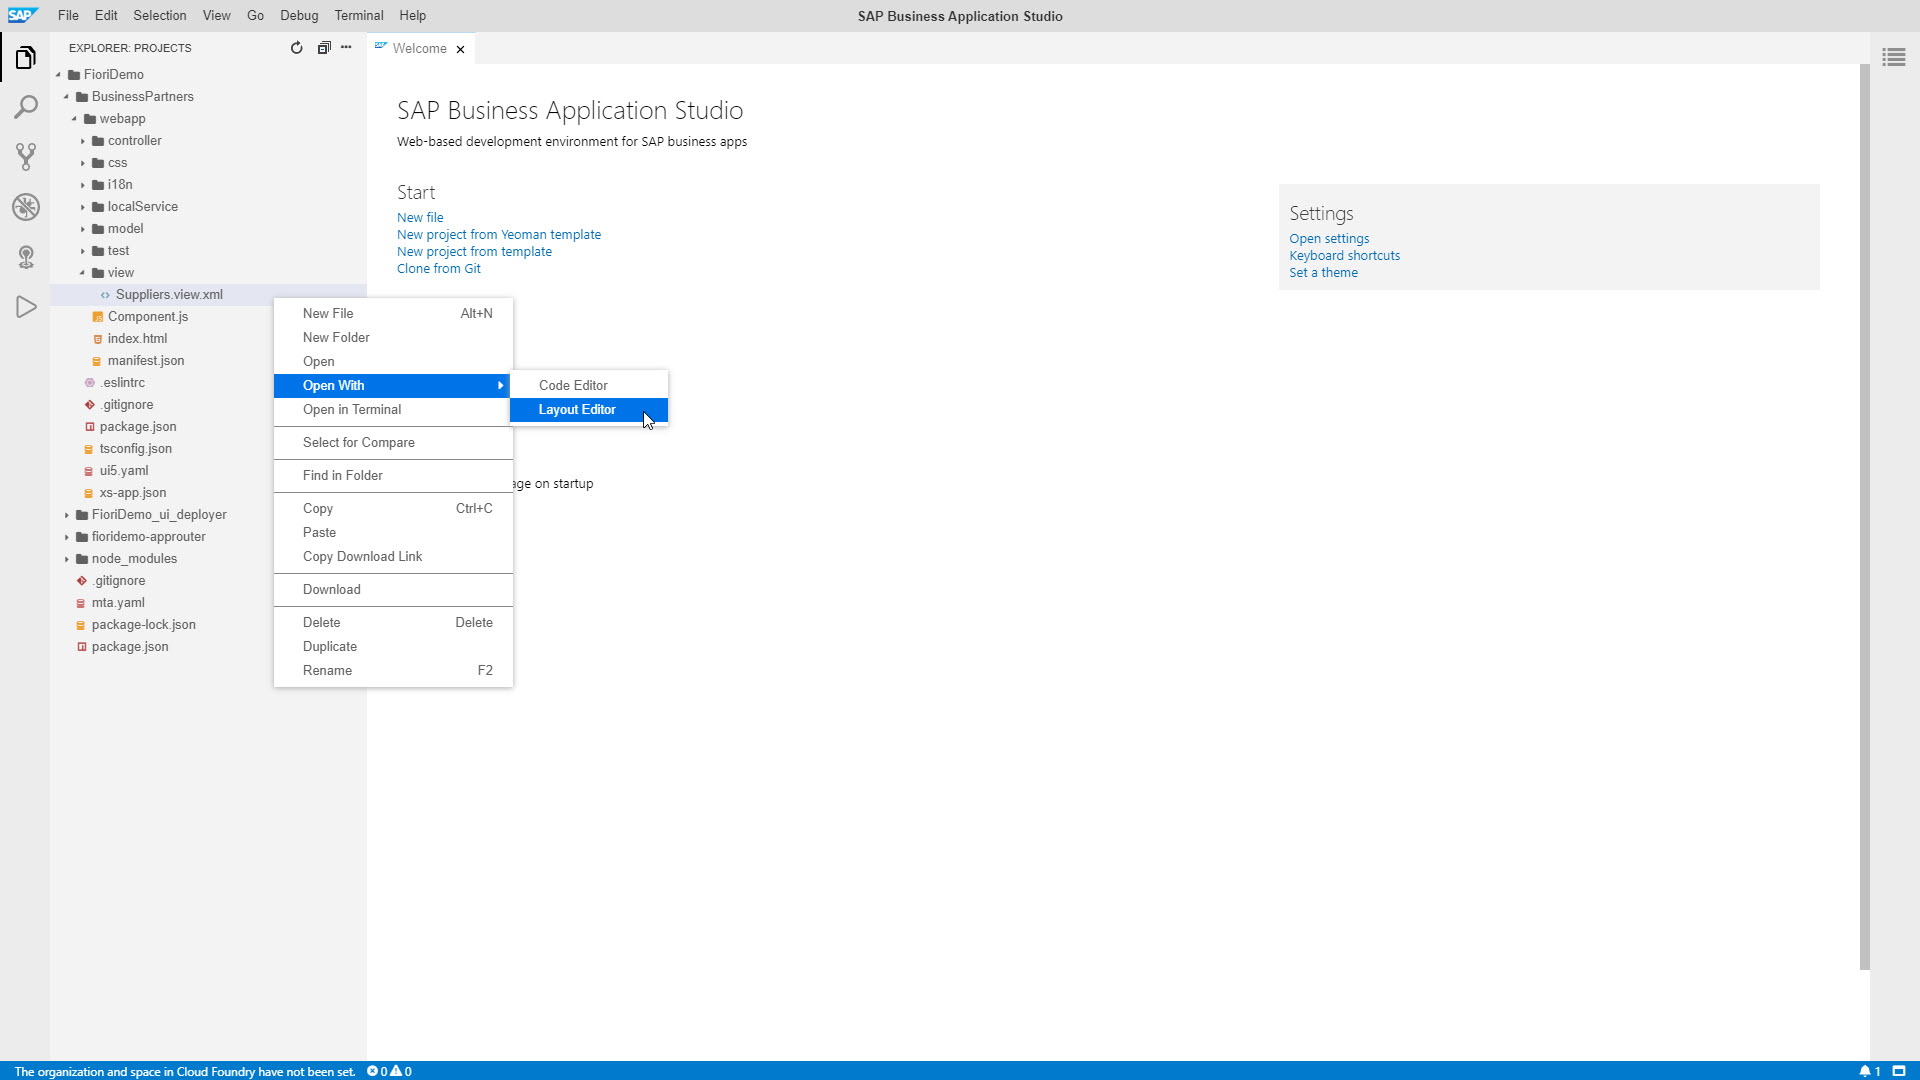 SAP File Edit Selection View Go Debug Terminal Help SAP Business Application Studio
EXPLORER: PROJECTS
Welcome
FioriDemo
BusinessPartners
webapp
controller
css
i18n
localService
model
test
view
Suppliers.view.xml
Component.js
index.html
manifest.json
.eslintrc
.gitignore
package.json
tsconfig.json
ui5.yaml
xs-app.json
FioriDemo_ui_deployer
fioridemo-approuter
node_modules
.gitignore
mta.yaml
package-lock.json
package.json
New File Alt+N
New Folder
Open
Open With
Open in Terminal
Select for Compare
Find in Folder
Copy Ctrl+C
Paste
Copy Download Link
Download
Delete Delete
Duplicate
Rename F2
Code Editor
Layout Editor
SAP Business Application Studio
Web-based development environment for SAP business apps
Start
New file
New project from Yeoman template
New project from template
Clone from Git
on startup
Settings
Open settings
Keyboard shortcuts
Set a theme
The organization and space in Cloud Foundry have not been set. 0 0
1